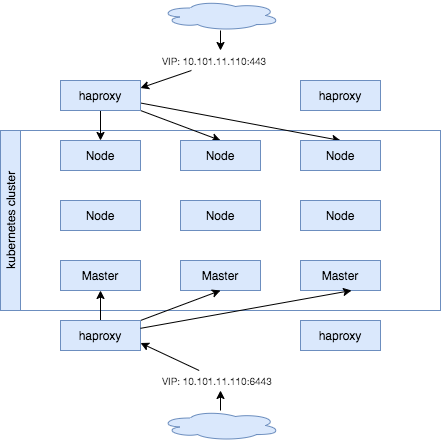 VIP: 10.101.11.110:443
haproxy
haproxy
kubernetes cluster
Node
Node
Node
Node
Node
Node
Master
Master
Master
haproxy
haproxy
VIP: 10.101.11.110:6443